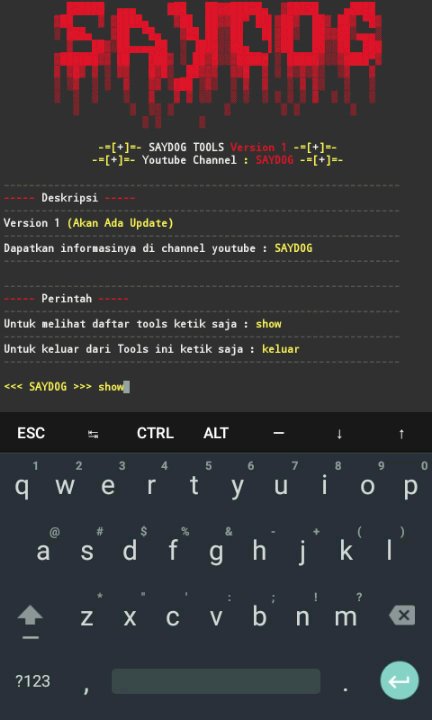 SAYDOG
-=[+]=- SAYDOG TOOLS Version 1 -=[+]=-
-=[+]=- Youtube Channel : SAYDOG -=[+]=-
----- Deskripsi -----
Version 1 (Akan Ada Update)
Dapatkan informasinya di channel youtube : SAYDOG
----- Perintah -----
Untuk melihat daftar tools ketik saja : show
Untuk keluar dari Tools ini ketik saja : keluar
<<< SAYDOG >>> show
ESC ↹ CTRL ALT — ↓ ↑
1 2 3 4 5 6 7 8 9 0
q w e r t y u i o p
@ # $ % & - + ( )
a s d f g h j k l
* " ' : ; ! ?
z x c v b n m
?123 , .